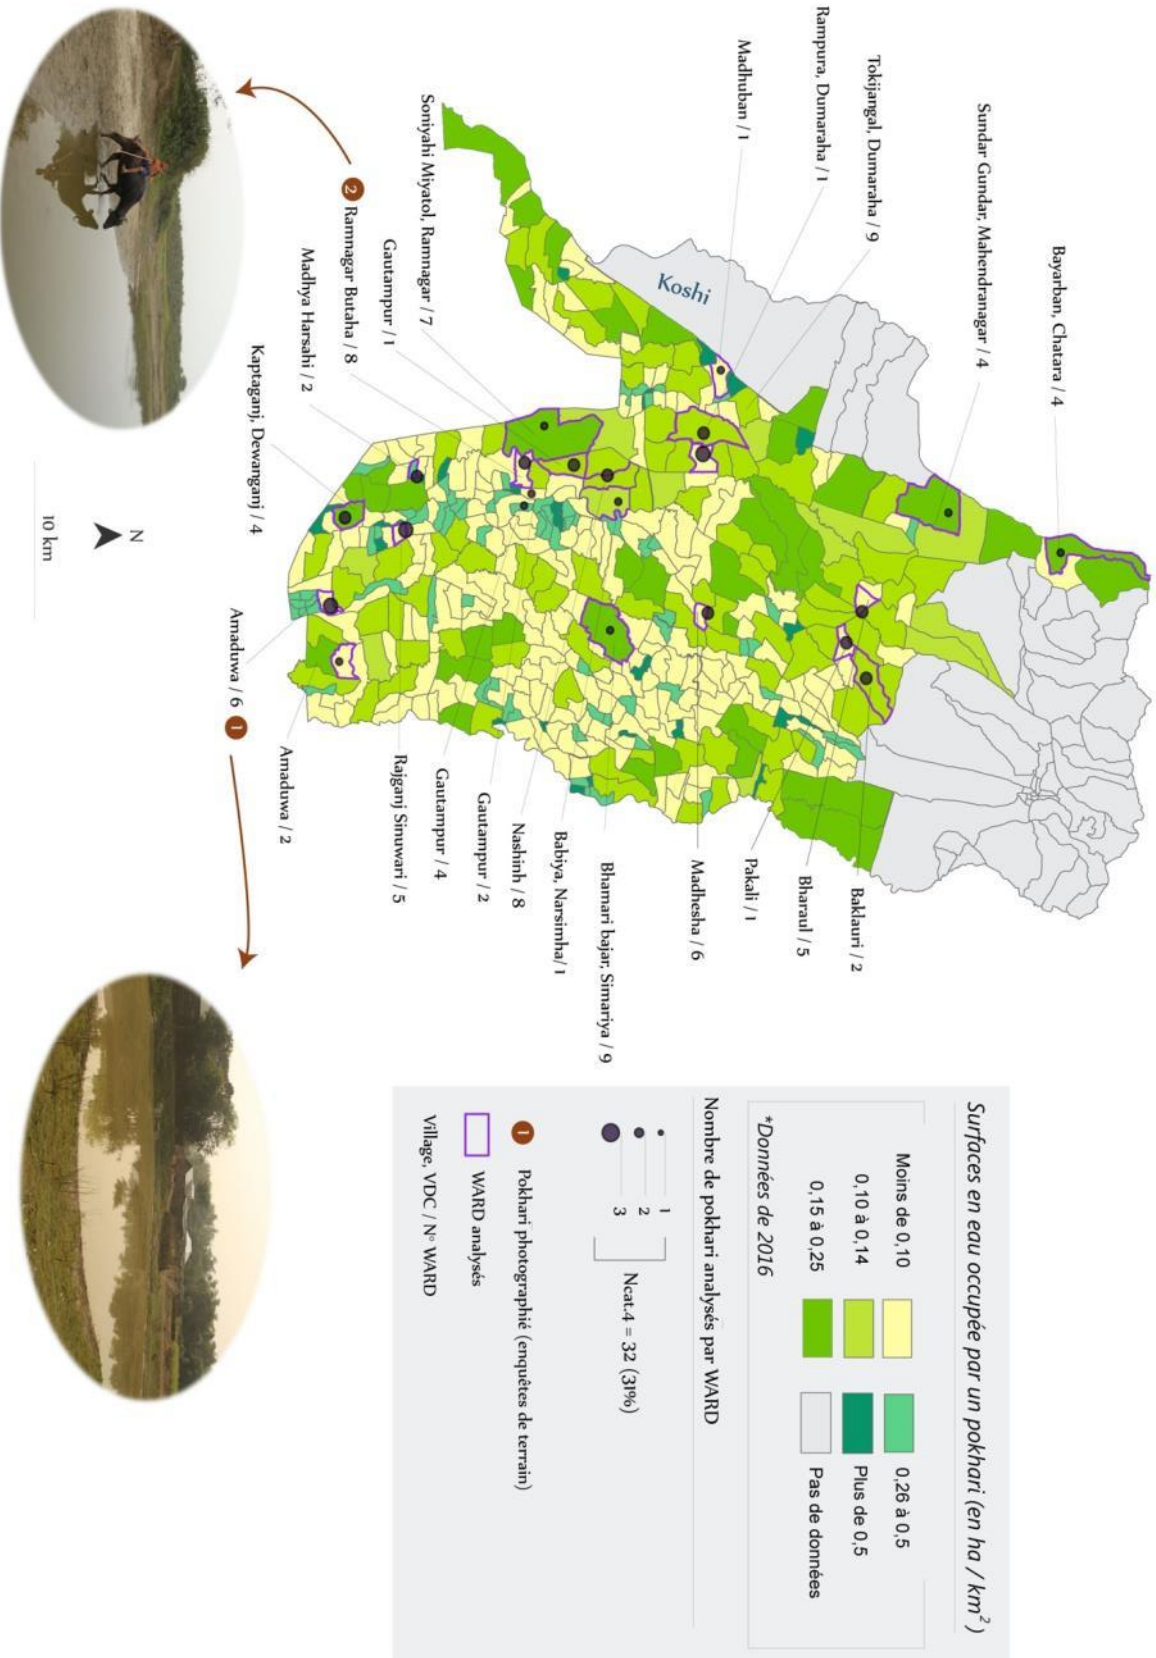 Bayarban, Chatara / 4
Sundar Gundar, Mahendranagar / 4
Tokijangal, Dumaraha / 9
Rampura, Dumaraha / 1
Madhuban / 1
Koshi
Soniyahi Miyatol, Ramnagar / 7
Gautampur / 1
2 Ramnagar Butaha / 8
Madhya Harsahi / 2
Kaptaganj, Dewanganj / 4
Amaduwa / 6 1
Amaduwa / 2
Rajganj Sinuwari / 5
Gautampur / 4
Gautampur / 2
Nashinh / 8
Babiya, Narsimha/ 1
Bhamari bajar, Simariya / 9
Madhesha / 6
Pakali / 1
Bharaul / 5
Baklauri / 2
N
10 km
Surfaces en eau occupée par un pokhari (en ha / km²)
Moins de 0,10
0,10 à 0,14
0,15 à 0,25
0,26 à 0,5
Plus de 0,5
Pas de données
*Données de 2016
Nombre de pokhari analysés par WARD
1
2
3
Ncat.4 = 32 (31%)
1 Pokhari photographié (enquêtes de terrain)
WARD analysés
Village, VDC / N° WARD